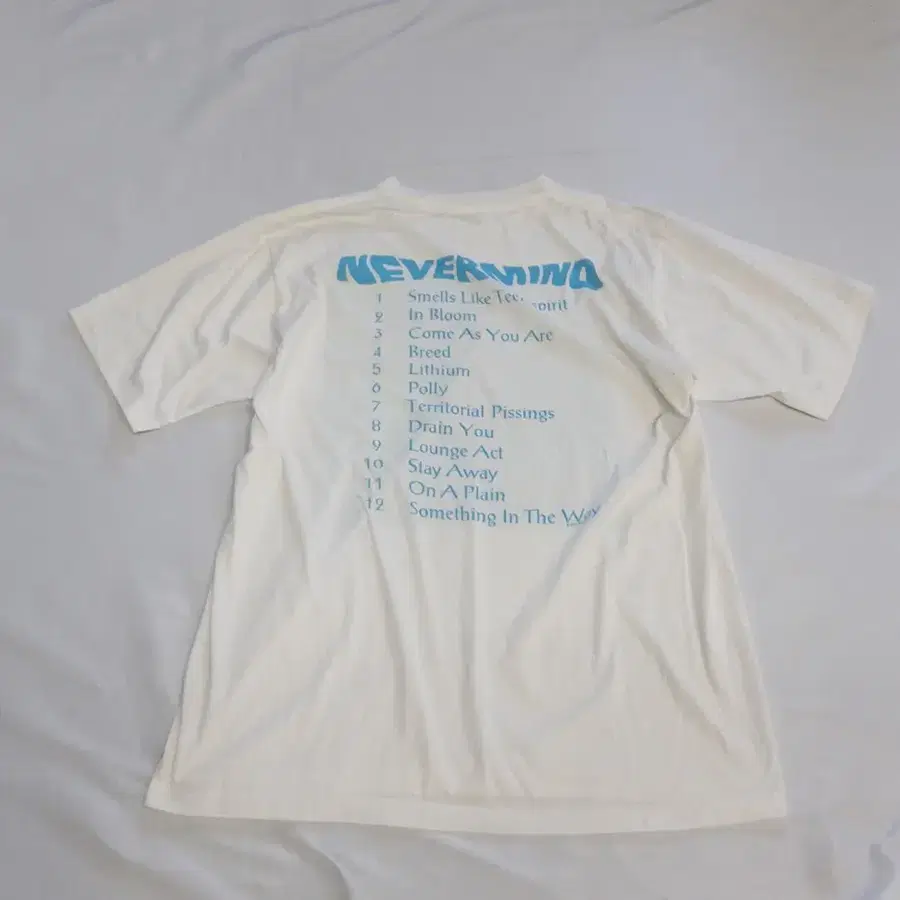 NEVERMIND
1 Smells Like Teen Spirit
2 In Bloom
3 Come As You Are
4 Breed
5 Lithium
6 Polly
7 Territorial Pissings
8 Drain You
9 Lounge Act
10 Stay Away
11 On A Plain
12 Something In The Way